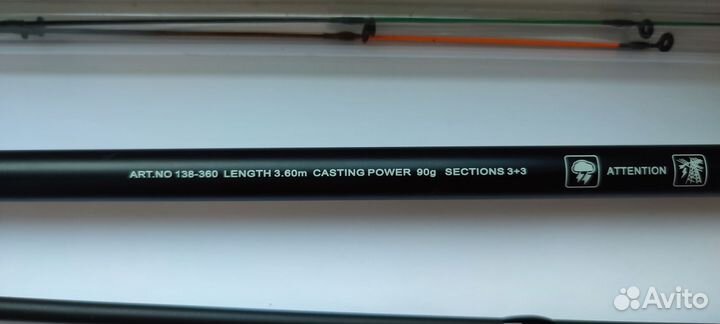 ART.NO 138-360 LENGTH 3.60m CASTING POWER 90g SECTIONS 3+3 ATTENTION
Avito